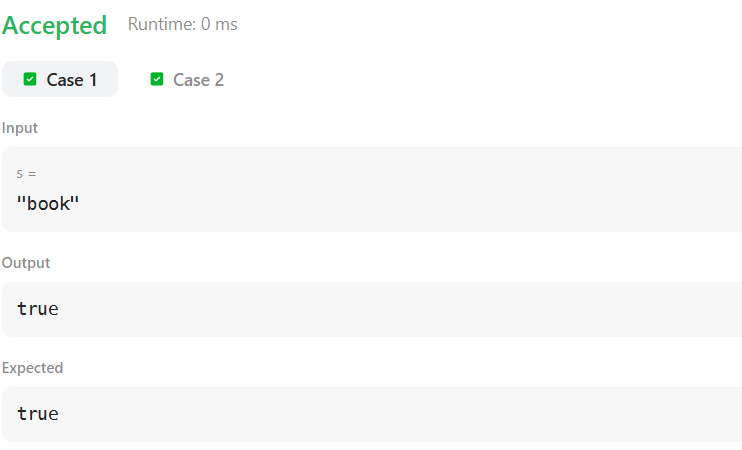 Accepted Runtime: 0 ms
Case 1 Case 2
Input
s =
"book"
Output
true
Expected
true